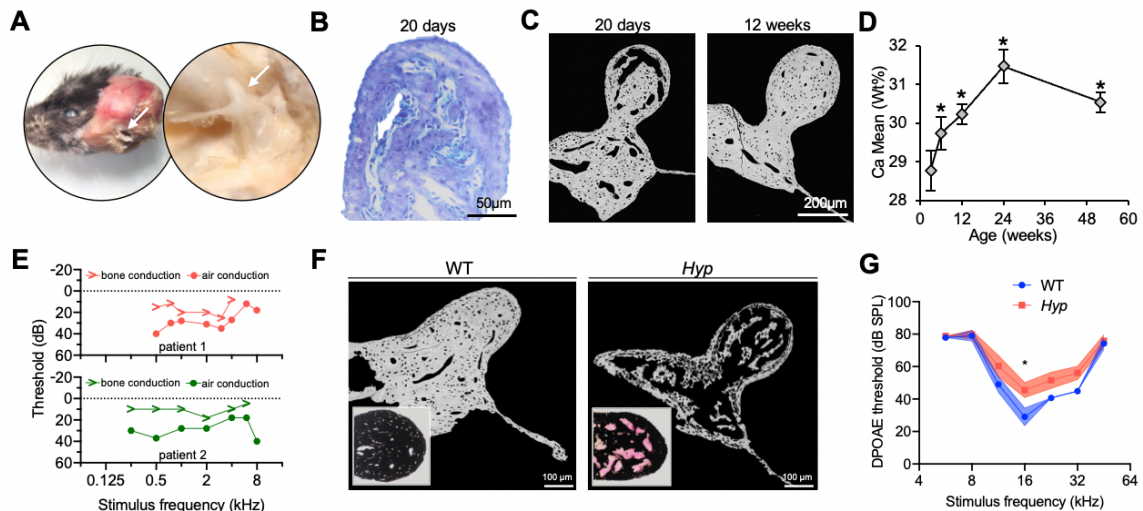 A
B
20 days
50µm
C
20 days
12 weeks
200µm
D
Ca Mean (Wt%)
32
31
30
29
28
*
*
*
*
0
12
24
36
48
60
Age (weeks)
E
Threshold (dB)
-20
0
20
40
60
bone conduction
air conduction
patient 1
-20
0
20
40
60
bone conduction
air conduction
patient 2
0.125
0.5
2
8
Stimulus frequency (kHz)
F
WT
Hyp
100 µm
100 µm
G
WT
Hyp
DPOAE threshold (dB SPL)
100
80
60
40
20
0
*
4
8
16
32
64
Stimulus frequency (kHz)